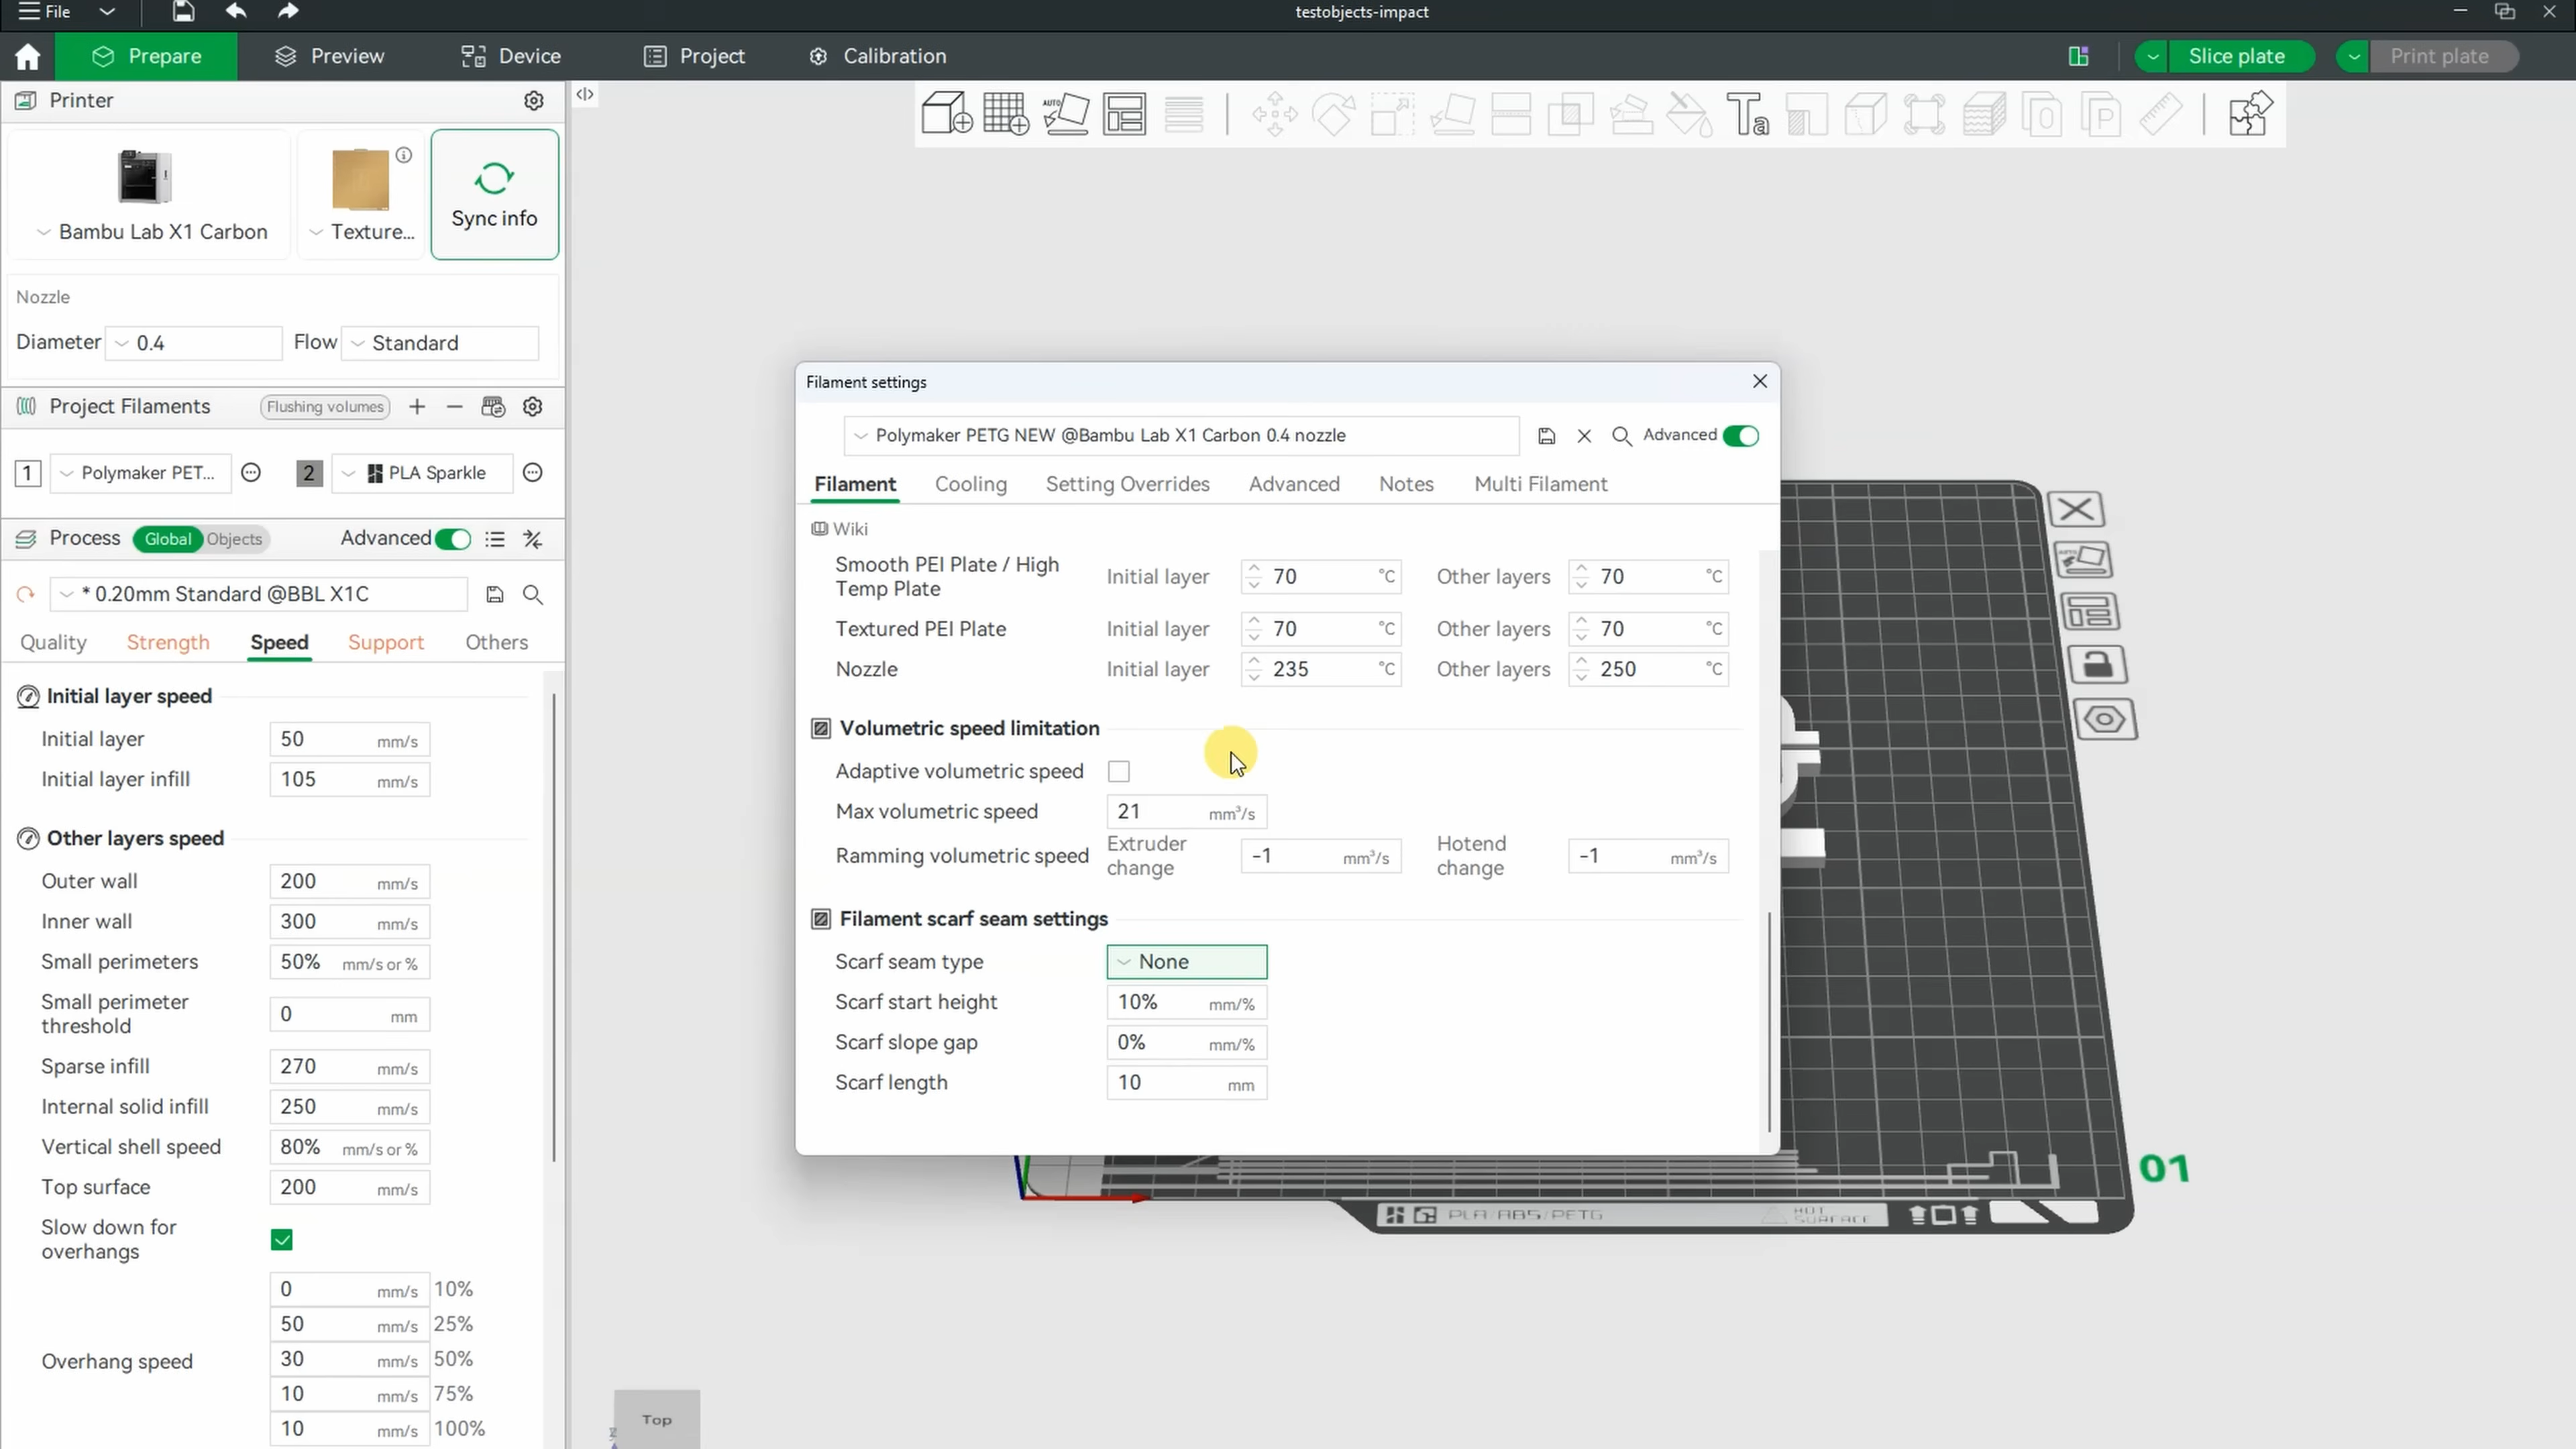 File
testobjects-impact
Prepare
Preview
Device
Project
Calibration
Slice plate
Print plate
Printer
Bambu Lab X1 Carbon
Texture...
Sync info
Nozzle
Diameter 0.4 Flow Standard
Project Filaments Flushing volumes
1 Polymaker PET... 2 PLA Sparkle
Process Global Objects Advanced
* 0.20mm Standard @BBL X1C
Quality Strength Speed Support Others
Initial layer speed
Initial layer 50 mm/s
Initial layer infill 105 mm/s
Other layers speed
Outer wall 200 mm/s
Inner wall 300 mm/s
Small perimeters 50% mm/s or %
Small perimeter
threshold 0 mm
Sparse infill 270 mm/s
Internal solid infill 250 mm/s
Vertical shell speed 80% mm/s or %
Top surface 200 mm/s
Slow down for
overhangs
0 mm/s 10%
50 mm/s 25%
Overhang speed 30 mm/s 50%
10 mm/s 75%
10 mm/s 100%
AUTO
Ta
O
P
Filament settings
Polymaker PETG NEW @Bambu Lab X1 Carbon 0.4 nozzle Advanced
Filament Cooling Setting Overrides Advanced Notes Multi Filament
Wiki
Smooth PEI Plate / High
Temp Plate Initial layer 70 °C Other layers 70 °C
Textured PEI Plate Initial layer 70 °C Other layers 70 °C
Nozzle Initial layer 235 °C Other layers 250 °C
Volumetric speed limitation
Adaptive volumetric speed
Max volumetric speed 21 mm³/s
Ramming volumetric speed Extruder change -1 mm³/s Hotend change -1 mm³/s
Filament scarf seam settings
Scarf seam type None
Scarf start height 10% mm/%
Scarf slope gap 0% mm/%
Scarf length 10 mm
01
PLA/ABS/PETG
HOT
SURFACE
Top
Z